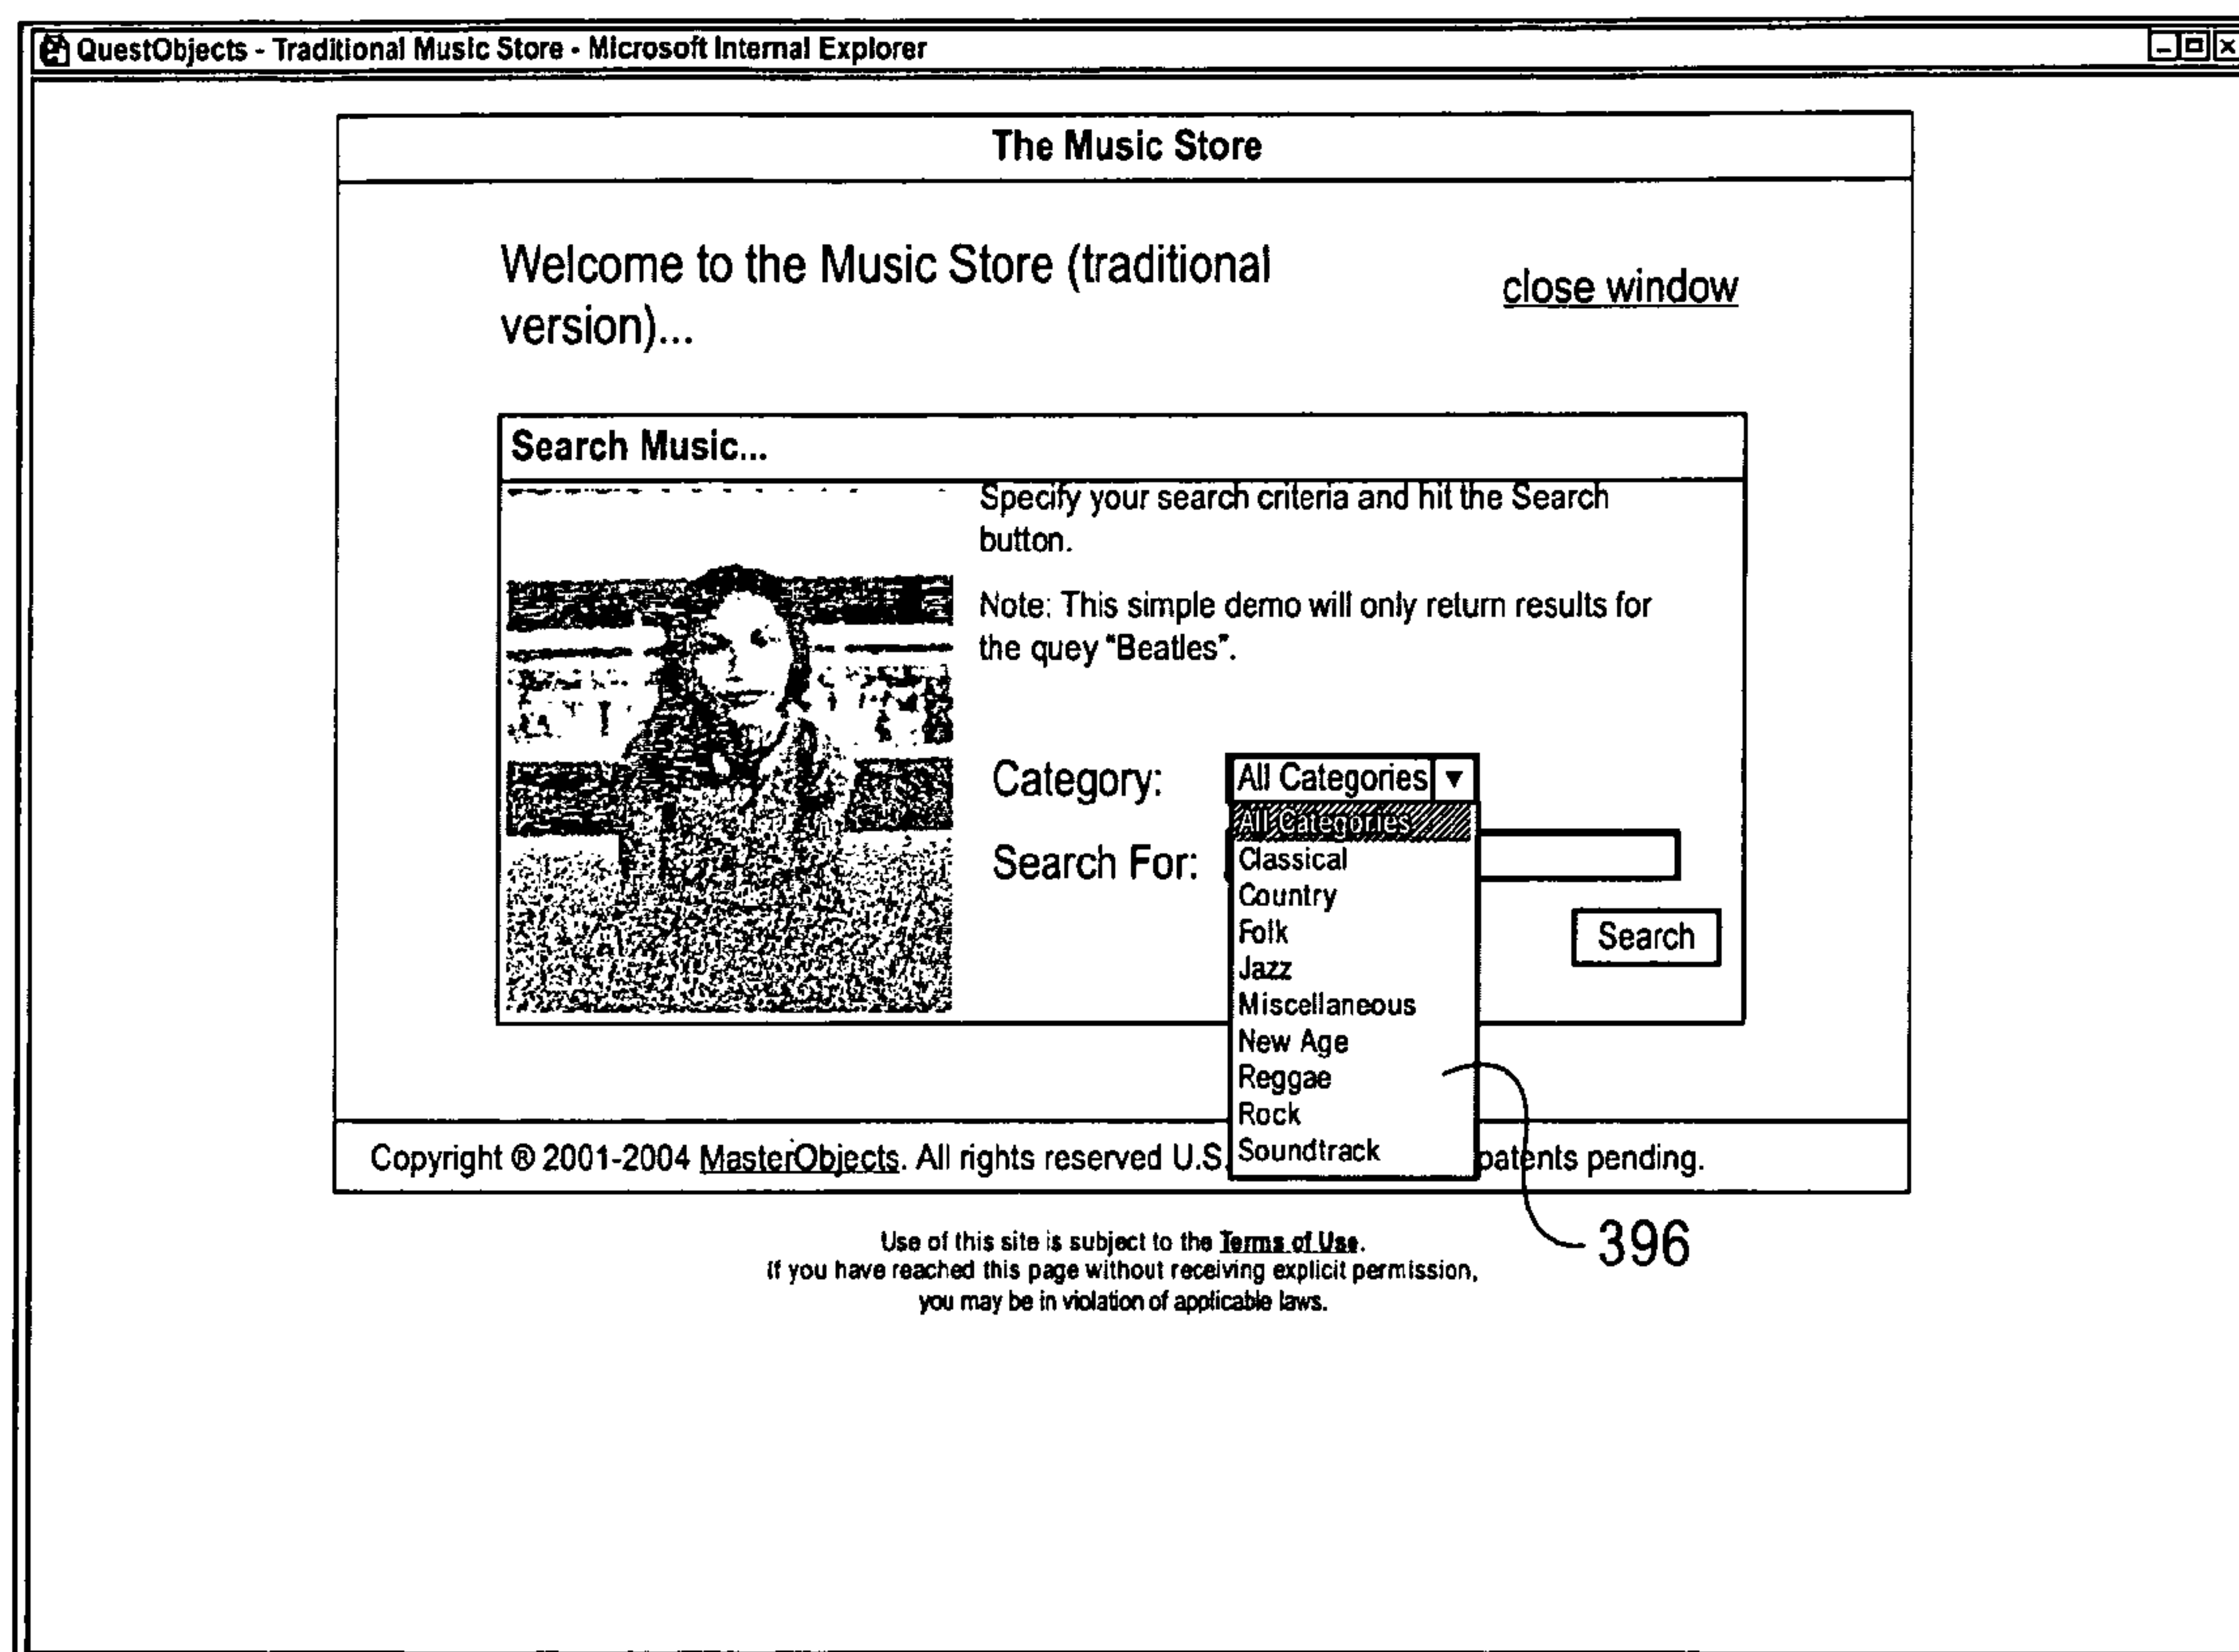 QuestObjects - Traditional Music Store - Microsoft Internal Explorer
The Music Store
Welcome to the Music Store (traditional
version)...
close window
Search Music...
Specify your search criteria and hit the Search
button.
Note: This simple demo will only return results for
the quey "Beatles".
Category:
All Categories
All Categories
Search For:
Classical
Country
Folk
Jazz
Miscellaneous
New Age
Reggae
Rock
Soundtrack
Search
Copyright ® 2001-2004 MasterObjects. All rights reserved U.S. patents pending.
396
Use of this site is subject to the Terms of Use.
If you have reached this page without receiving explicit permission,
you may be in violation of applicable laws.